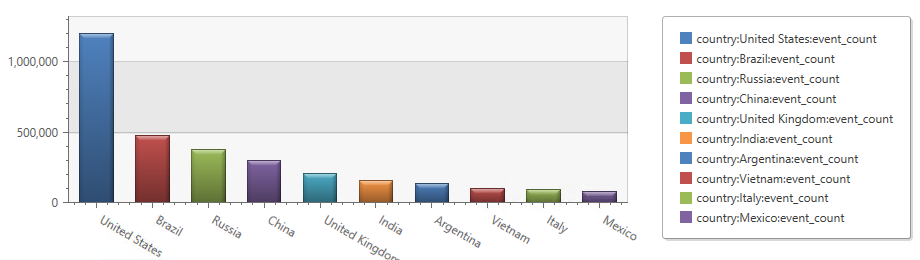 1,000,000
500,000
0
United States
Brazil
Russia
China
United Kingdom
India
Argentina
Vietnam
Italy
Mexico
country:United States:event_count
country:Brazil:event_count
country:Russia:event_count
country:China:event_count
country:United Kingdom:event_count
country:India:event_count
country:Argentina:event_count
country:Vietnam:event_count
country:Italy:event_count
country:Mexico:event_count